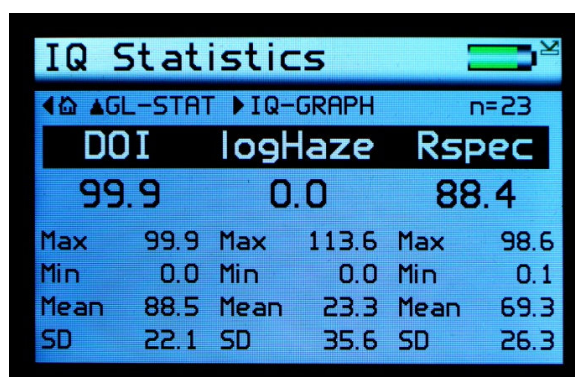 IQ Statistics
GL-STAT IQ-GRAPH n=23
DOI logHaze Rspec
99.9 0.0 88.4
Max 99.9 Max 113.6 Max 98.6
Min 0.0 Min 0.0 Min 0.1
Mean 88.5 Mean 23.3 Mean 69.3
SD 22.1 SD 35.6 SD 26.3